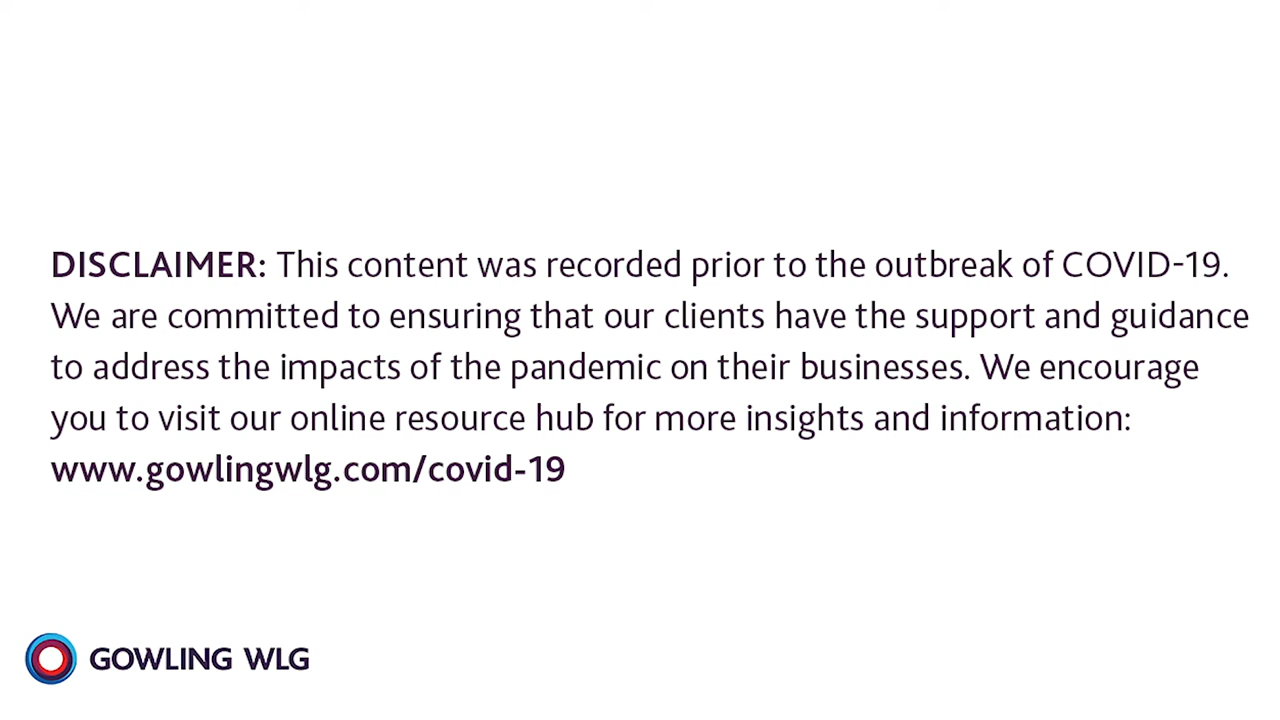 DISCLAIMER: This content was recorded prior to the outbreak of COVID-19.
We are committed to ensuring that our clients have the support and guidance
to address the impacts of the pandemic on their businesses. We encourage
you to visit our online resource hub for more insights and information:
www.gowlingwlg.com/covid-19
GOWLING WLG